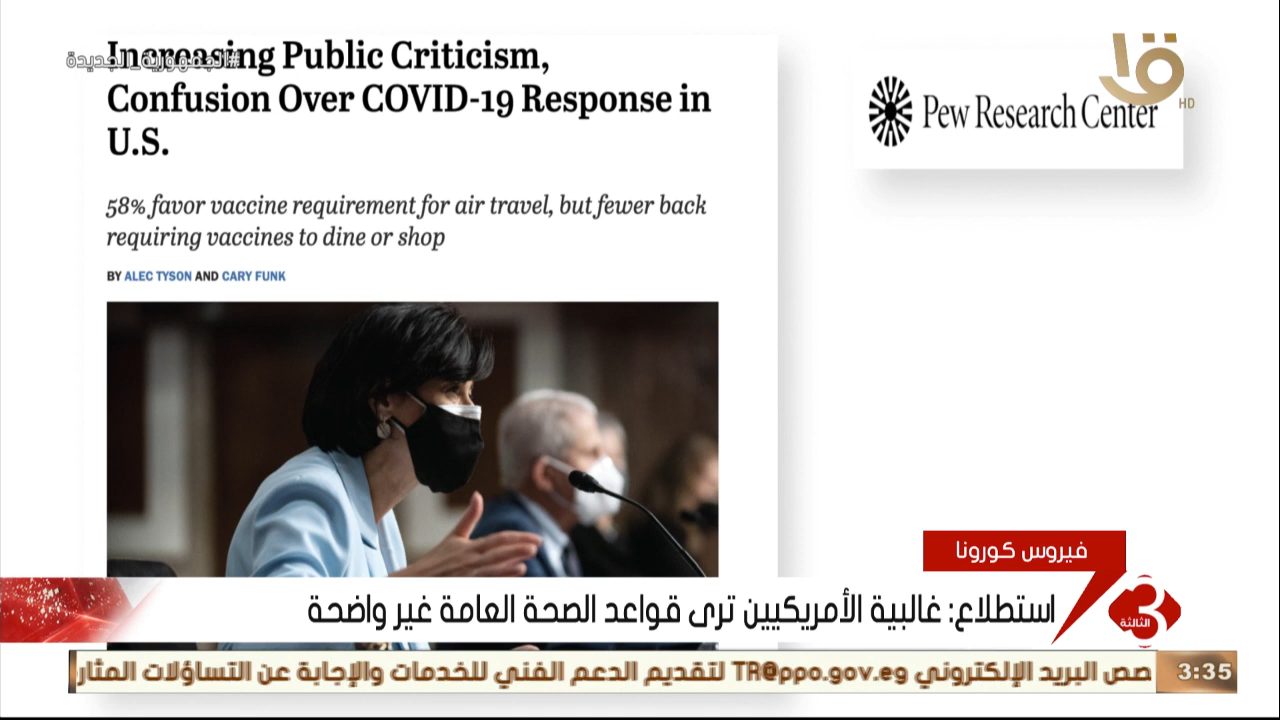 #الجمهورية_الجديدة
Increasing Public Criticism,
Confusion Over COVID-19 Response in
U.S.
58% favor vaccine requirement for air travel, but fewer back
requiring vaccines to dine or shop
BY ALEC TYSON AND CARY FUNK
Pew Research Center
HD
فيروس كورونا
استطلاع: غالبية الأمريكيين ترى قواعد الصحة العامة غير واضحة
3 الثالثة
صص البريد الإلكتروني TR@ppo.gov.eg لتقديم الدعم الفني للخدمات والإجابة عن التساؤلات المثار
3:35